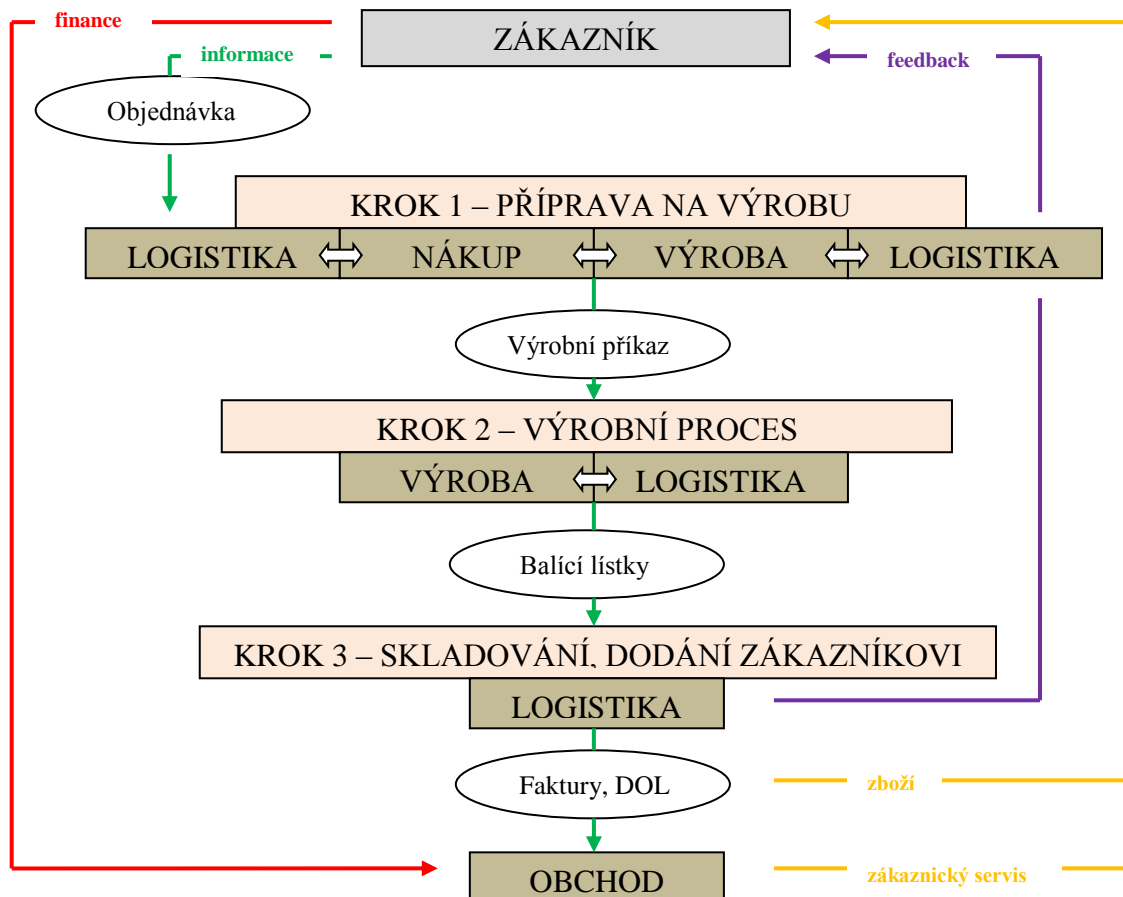 finance
ZÁKAZNÍK
informace
feedback
Objednávka
KROK 1 – PŘÍPRAVA NA VÝROBU
LOGISTIKA NÁKUP VÝROBA LOGISTIKA
Výrobní příkaz
KROK 2 – VÝROBNÍ PROCES
VÝROBA LOGISTIKA
Balící lístky
KROK 3 – SKLADOVÁNÍ, DODÁNÍ ZÁKAZNÍKOVI
LOGISTIKA
Faktury, DOL
zboží
OBCHOD
zákaznický servis